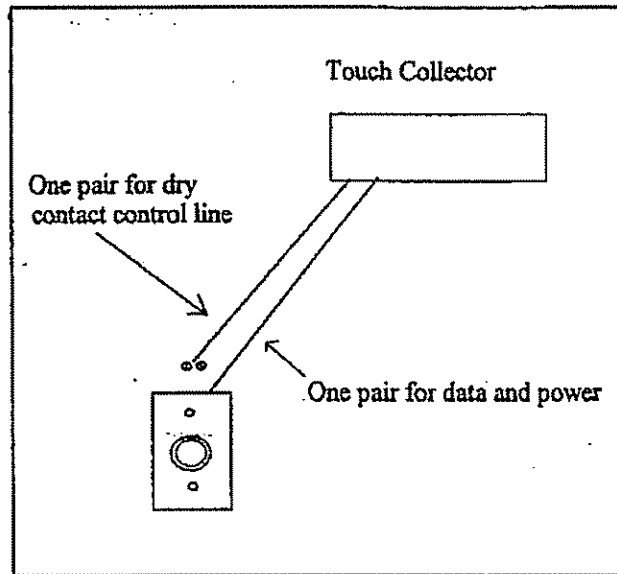 Touch Collector
One pair for dry
contact control line
One pair for data and power